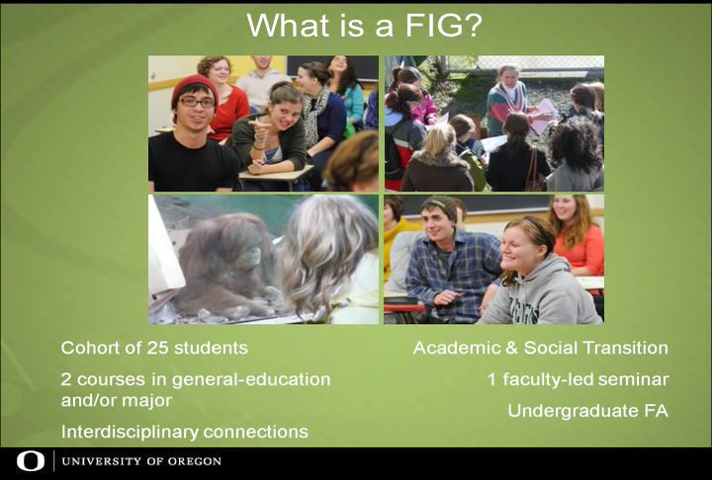 What is a FIG?
Cohort of 25 students
2 courses in general-education
and/or major
Interdisciplinary connections
Academic & Social Transition
1 faculty-led seminar
Undergraduate FA
O UNIVERSITY OF OREGON